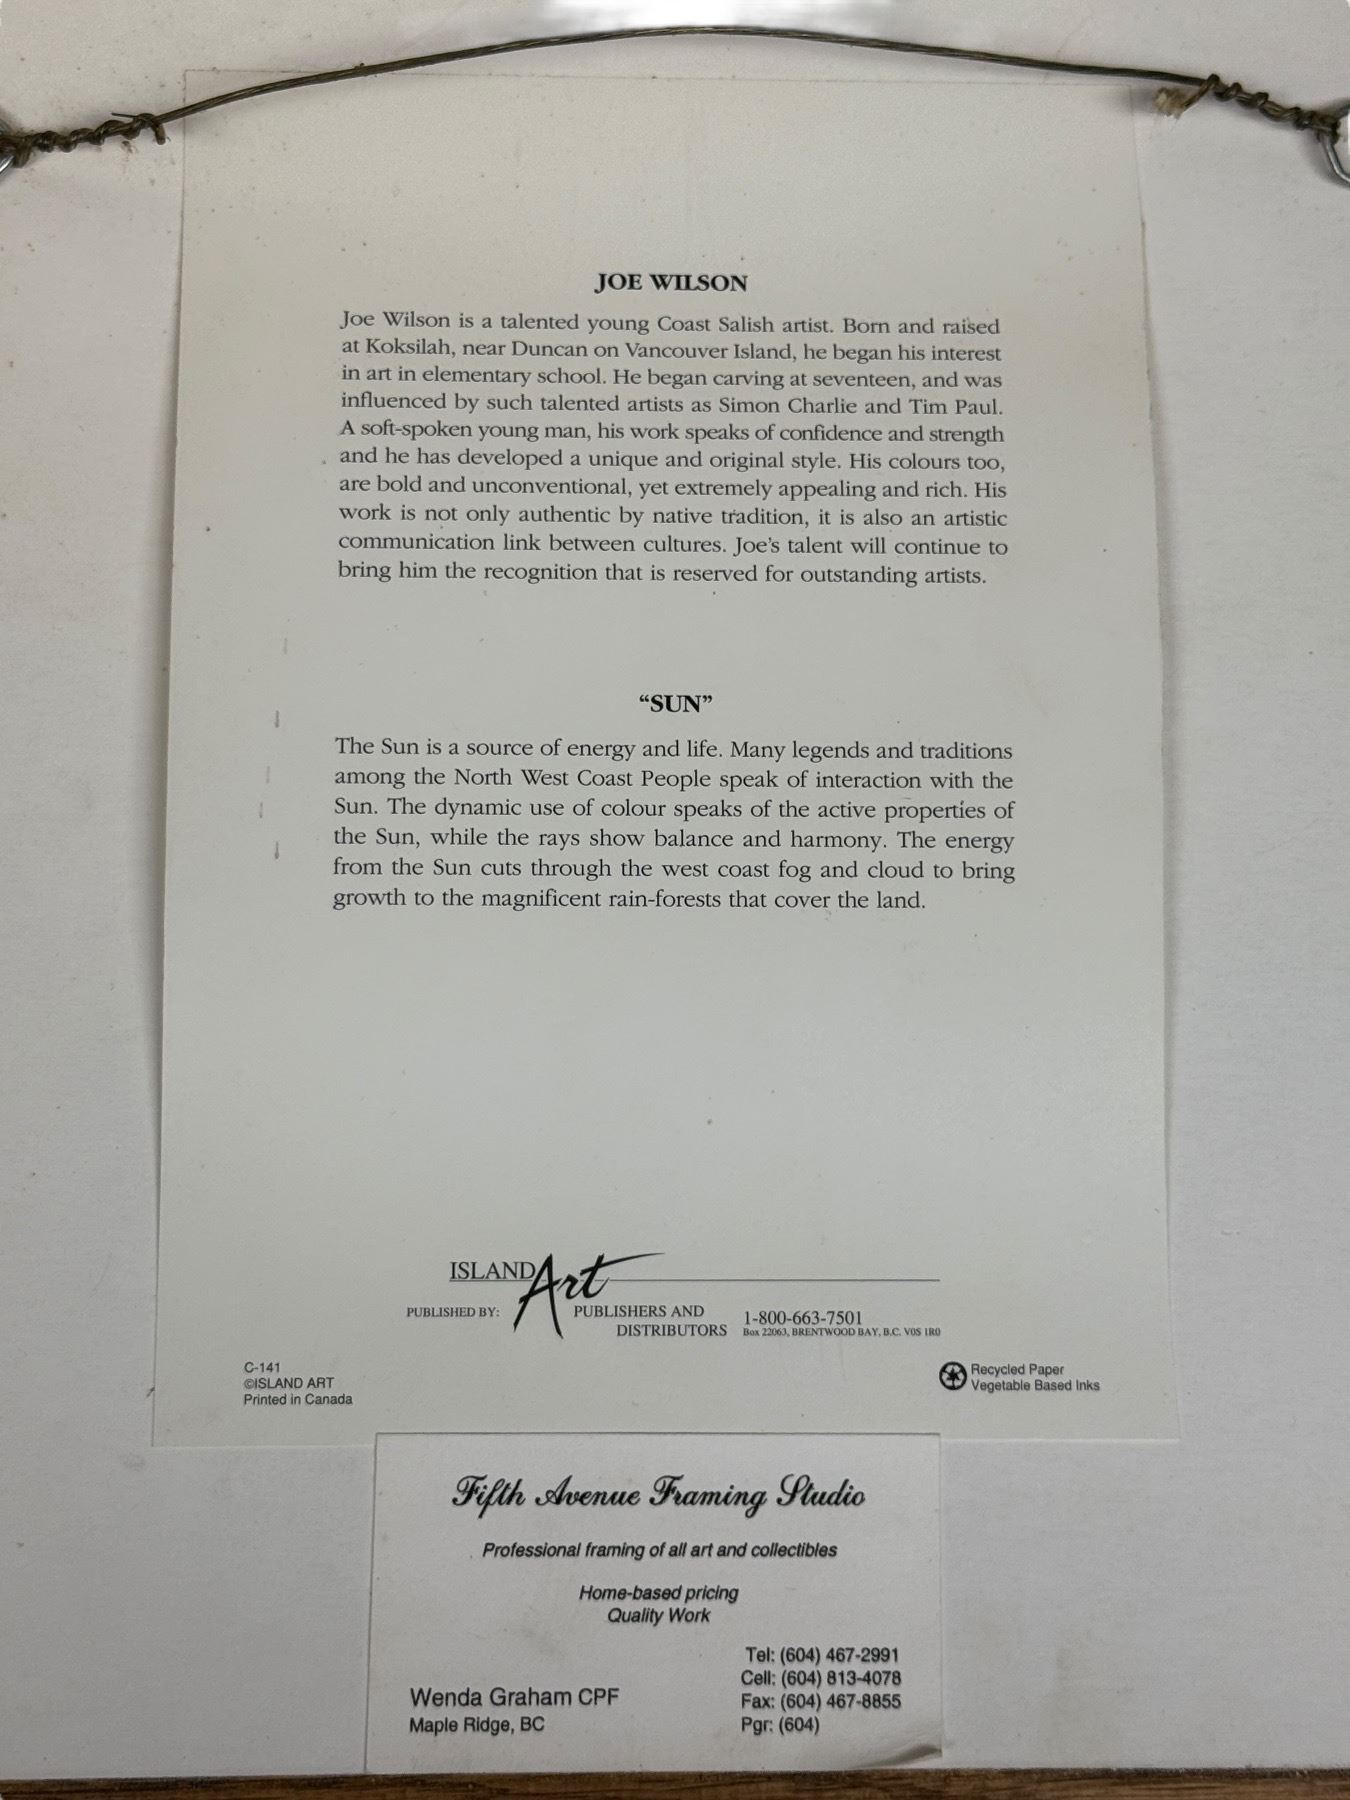 JOE WILSON
Joe Wilson is a talented young Coast Salish artist. Born and raised
at Koksilah, near Duncan on Vancouver Island, he began his interest
in art in elementary school. He began carving at seventeen, and was
influenced by such talented artists as Simon Charlie and Tim Paul.
A soft-spoken young man, his work speaks of confidence and strength
and he has developed a unique and original style. His colours too,
are bold and unconventional, yet extremely appealing and rich. His
work is not only authentic by native tradition, it is also an artistic
communication link between cultures. Joe's talent will continue to
bring him the recognition that is reserved for outstanding artists.
“SUN”
The Sun is a source of energy and life. Many legends and traditions
among the North West Coast People speak of interaction with the
Sun. The dynamic use of colour speaks of the active properties of
the Sun, while the rays show balance and harmony. The energy
from the Sun cuts through the west coast fog and cloud to bring
growth to the magnificent rain-forests that cover the land.
ISLAND Art
PUBLISHED BY: PUBLISHERS AND
DISTRIBUTORS
1-800-663-7501
Box 22063, BRENTWOOD BAY, B.C. V0S 1R0
C-141
©ISLAND ART
Printed in Canada
Recycled Paper
Vegetable Based Inks
Fifth Avenue Framing Studio
Professional framing of all art and collectibles
Home-based pricing
Quality Work
Wenda Graham CPF
Maple Ridge, BC
Tel: (604) 467-2991
Cell: (604) 813-4078
Fax: (604) 467-8855
Pgr: (604)